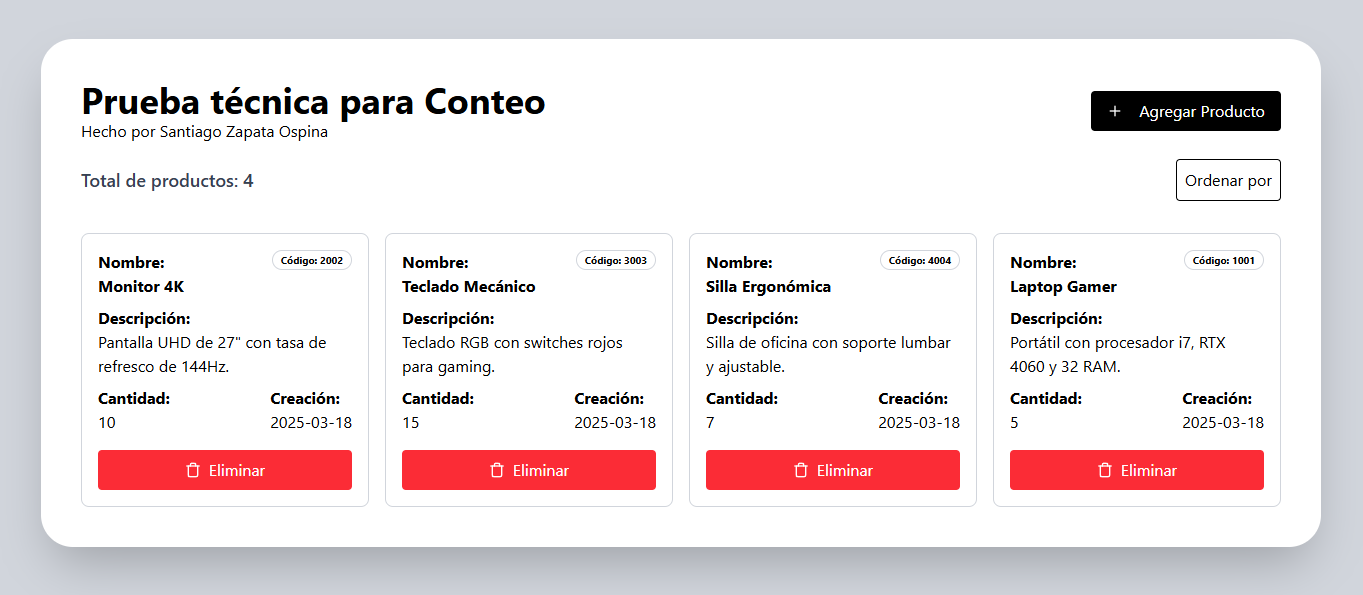 Prueba técnica para Conteo
Hecho por Santiago Zapata Ospina
+ Agregar Producto
Total de productos: 4
Ordenar por
Nombre:
Código: 2002
Monitor 4K
Descripción:
Pantalla UHD de 27" con tasa de
refresco de 144Hz.
Cantidad:
Creación:
10
2025-03-18
Eliminar
Nombre:
Código: 3003
Teclado Mecánico
Descripción:
Teclado RGB con switches rojos
para gaming.
Cantidad:
Creación:
15
2025-03-18
Eliminar
Nombre:
Código: 4004
Silla Ergonómica
Descripción:
Silla de oficina con soporte lumbar
y ajustable.
Cantidad:
Creación:
7
2025-03-18
Eliminar
Nombre:
Código: 1001
Laptop Gamer
Descripción:
Portátil con procesador i7, RTX
4060 y 32 RAM.
Cantidad:
Creación:
5
2025-03-18
Eliminar